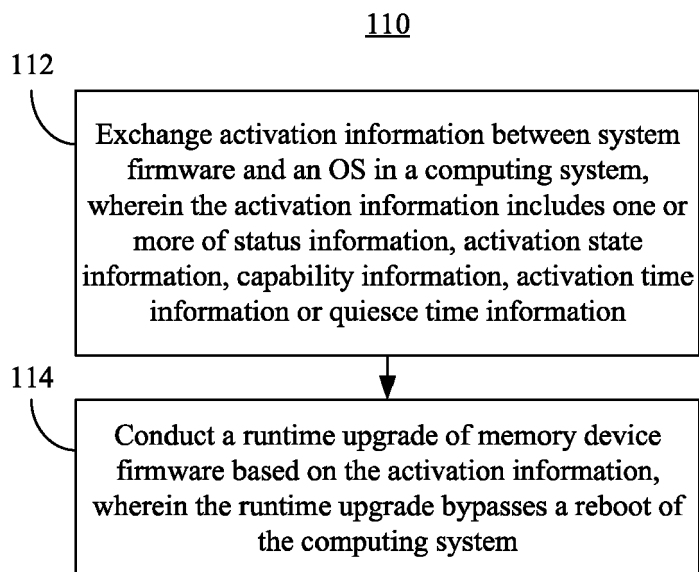 110
112
Exchange activation information between system
firmware and an OS in a computing system,
wherein the activation information includes one or
more of status information, activation state
information, capability information, activation time
information or quiesce time information
114
Conduct a runtime upgrade of memory device
firmware based on the activation information,
wherein the runtime upgrade bypasses a reboot of
the computing system